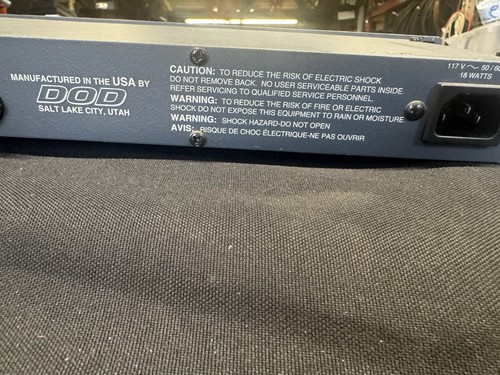 MANUFACTURED IN THE USA BY
DOD
SALT LAKE CITY, UTAH
CAUTION: TO REDUCE THE RISK OF ELECTRIC SHOCK
DO NOT REMOVE BACK. NO USER SERVICEABLE PARTS INSIDE
REFER SERVICING TO QUALIFIED SERVICE PERSONNEL.
WARNING: TO REDUCE THE RISK OF FIRE OR ELECTRIC
SHOCK DO NOT EXPOSE THIS EQUIPMENT TO RAIN OR MOISTURE
WARNING: SHOCK HAZARD-DO NOT OPEN
AVIS: RISQUE DE CHOC ÉLECTRIQUE-NE PAS OUVRIR
117 V ~ 50/60
18 WATTS